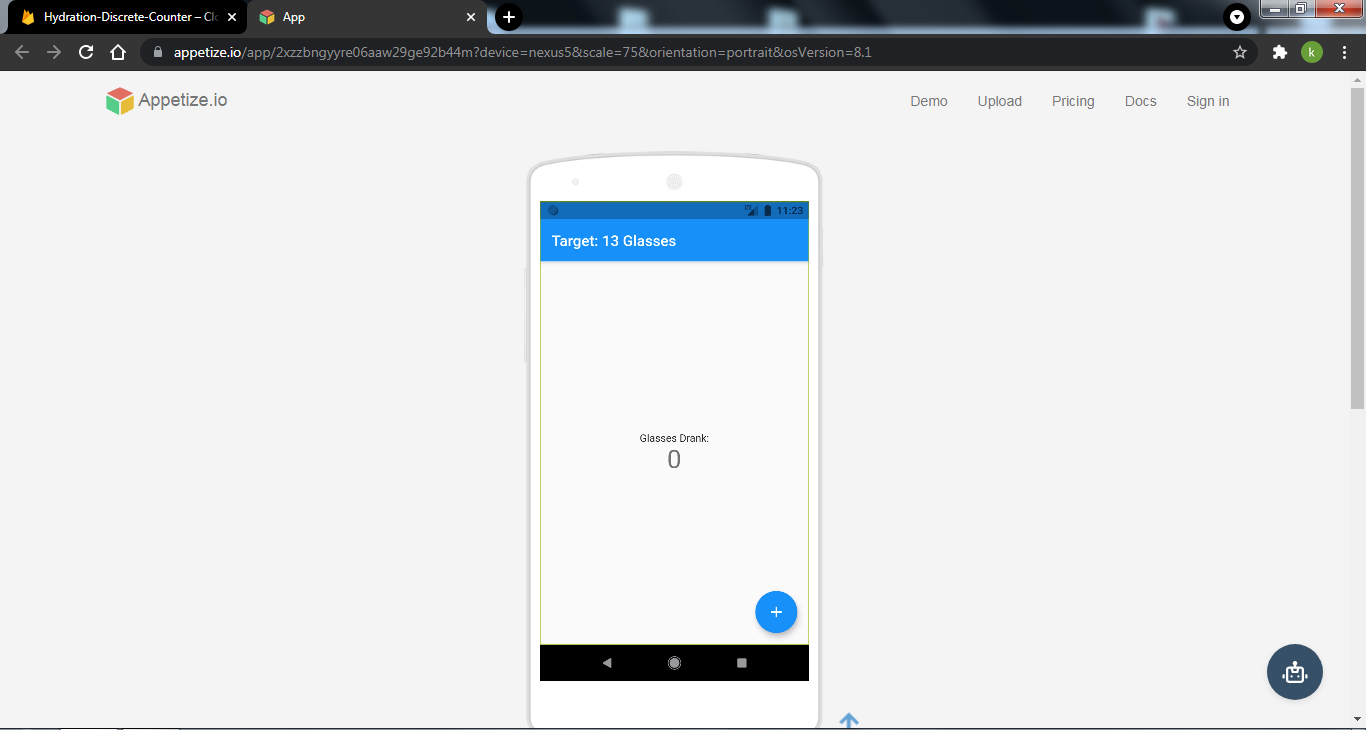 Hydration-Discrete-Counter – Cl
App
appetize.io/app/2xzzbngyyre06aaw29ge92b44m?device=nexus5&scale=75&orientation=portrait&osVersion=8.1
k
Appetize.io
Demo Upload Pricing Docs Sign in
11:23
Target: 13 Glasses
Glasses Drank:
0